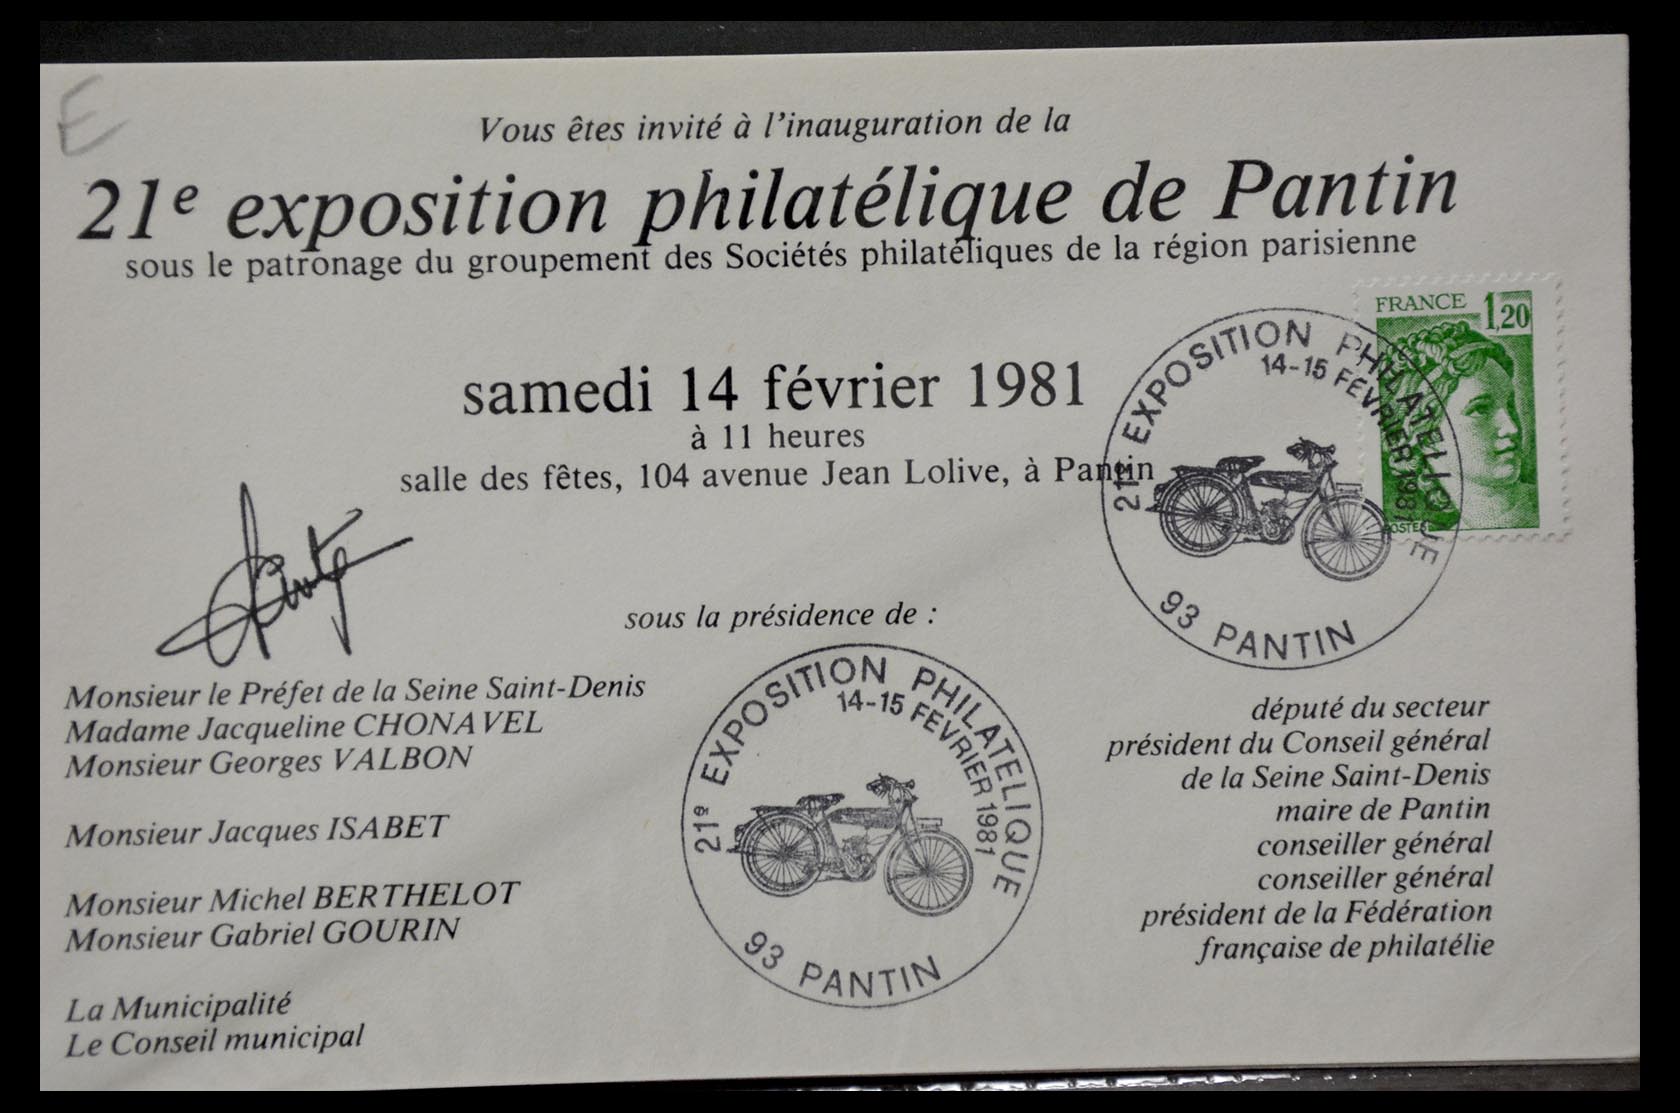 E
Vous êtes invité à l'inauguration de la
21e exposition philatélique de Pantin
sous le patronage du groupement des Sociétés philatéliques de la région parisienne
FRANCE 1,20
POSTES
samedi 14 février 1981
à 11 heures
salle des fêtes, 104 avenue Jean Lolive, à Pantin
21e EXPOSITION PHILATELIQUE
14-15 FÉVRIER 1981
93 PANTIN
sous la présidence de :
Monsieur le Préfet de la Seine Saint-Denis
Madame Jacqueline CHONAVEL
Monsieur Georges VALBON
Monsieur Jacques ISABET
Monsieur Michel BERTHELOT
Monsieur Gabriel GOURIN
La Municipalité
Le Conseil municipal
21e EXPOSITION PHILATELIQUE
14-15 FÉVRIER 1981
93 PANTIN
député du secteur
président du Conseil général
de la Seine Saint-Denis
maire de Pantin
conseiller général
conseiller général
président de la Fédération
française de philatélie